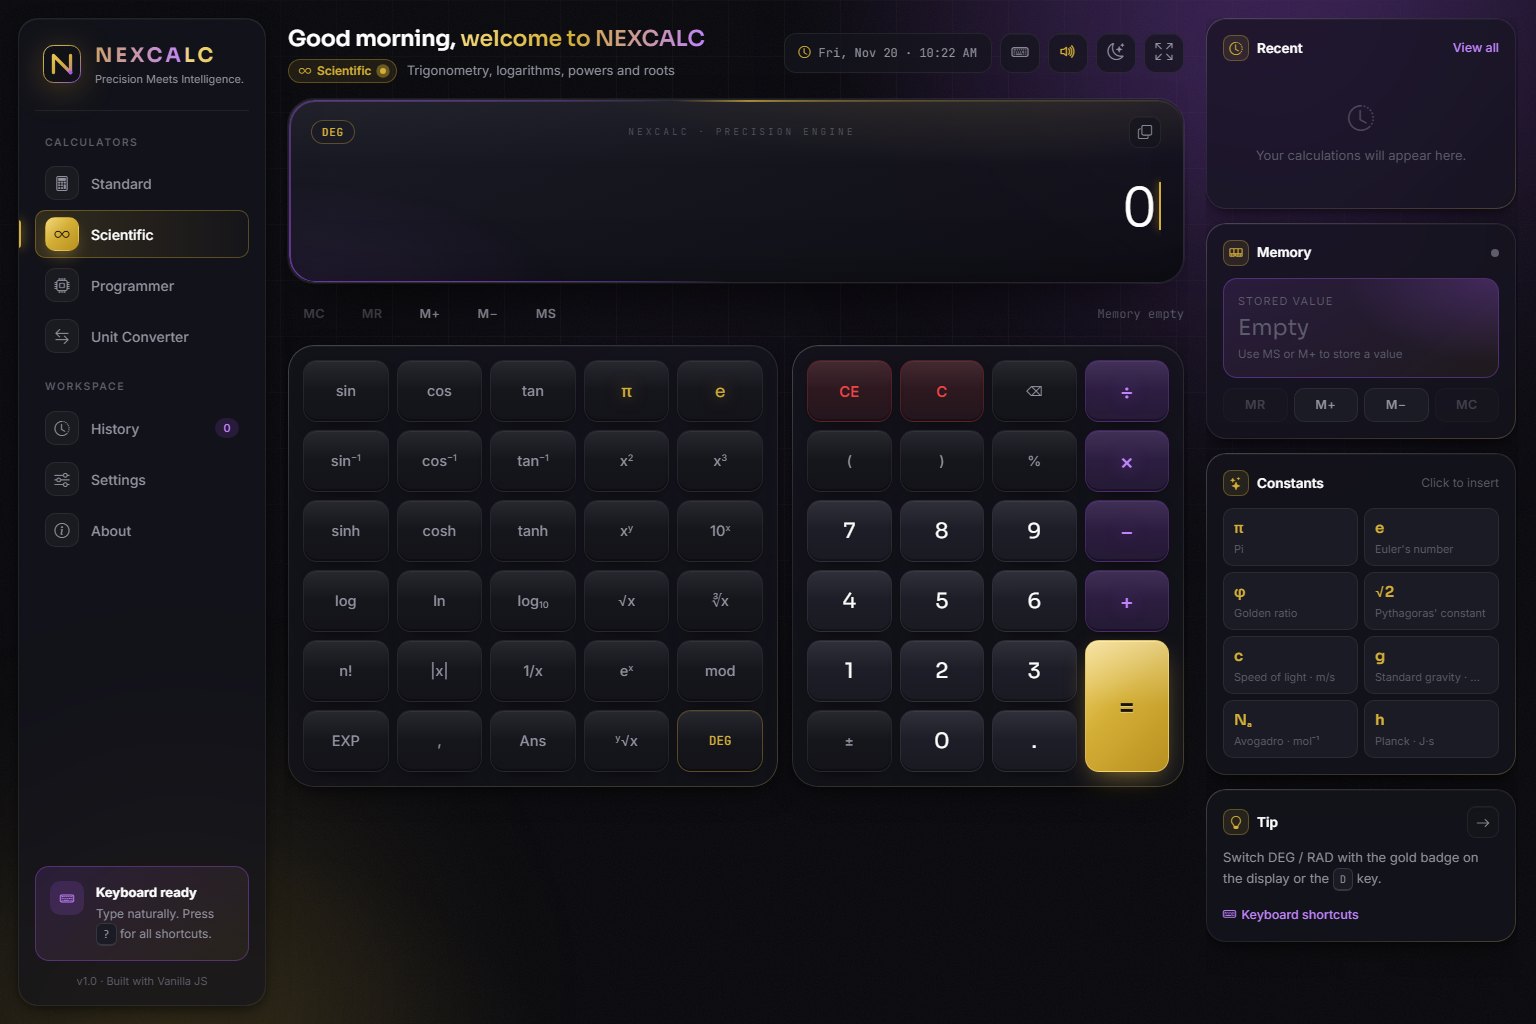 NEXCALC
Precision Meets Intelligence.
CALCULATORS
Standard
Scientific
Programmer
Unit Converter
WORKSPACE
History 0
Settings
About
Keyboard ready
Type naturally. Press
? for all shortcuts.
v1.0 · Built with Vanilla JS
Good morning, welcome to NEXCALC
Scientific Trigonometry, logarithms, powers and roots
Fri, Nov 20 · 10:22 AM
DEG NEXCALC · PRECISION ENGINE
0
MC MR M+ M− MS Memory empty
sin cos tan π e
sin⁻¹ cos⁻¹ tan⁻¹ x² x³
sinh cosh tanh xʸ 10ˣ
log ln log₁₀ √x ∛x
n! |x| 1/x eˣ mod
EXP , Ans ʸ√x DEG
CE C ⌫ ÷
( ) % ×
7 8 9 −
4 5 6 +
1 2 3 =
± 0 .
Recent View all
Your calculations will appear here.
Memory
STORED VALUE
Empty
Use MS or M+ to store a value
MR M+ M− MC
Constants Click to insert
π e
Pi Euler's number
φ √2
Golden ratio Pythagoras' constant
c g
Speed of light · m/s Standard gravity · …
Nₐ h
Avogadro · mol⁻¹ Planck · J·s
Tip
Switch DEG / RAD with the gold badge on
the display or the D key.
Keyboard shortcuts